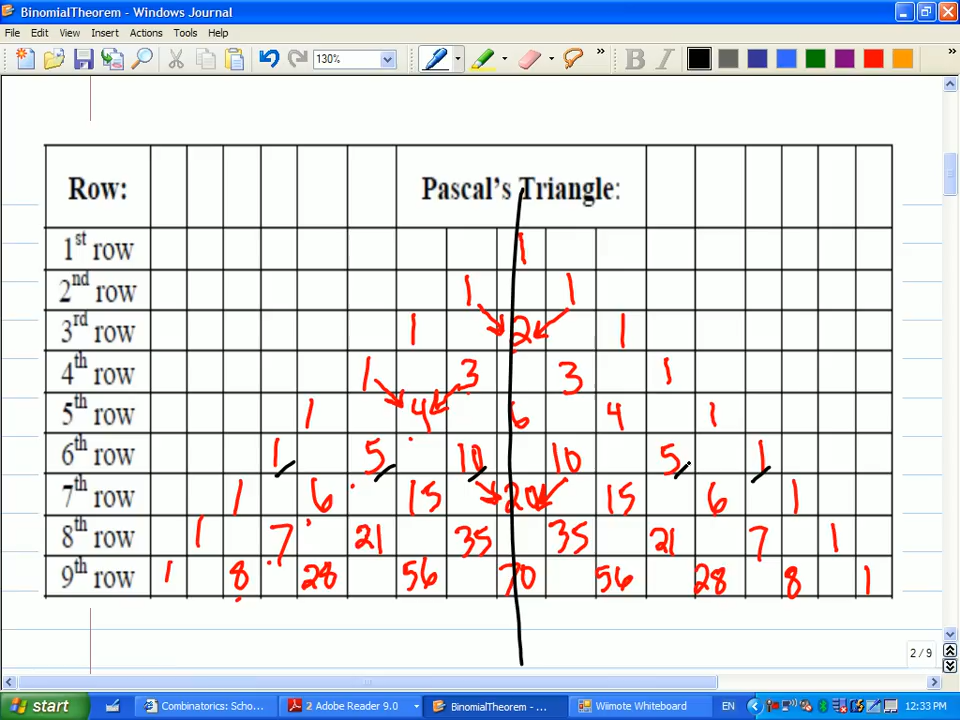 BinomialTheorem - Windows Journal
File Edit View Insert Actions Tools Help
130%
B I
Row: Pascal's Triangle:
1st row 1
2nd row 1 1
3rd row 1 2 1
4th row 1 3 3 1
5th row 1 4 6 4 1
6th row 1 5 10 10 5 1
7th row 1 6 15 20 15 6 1
8th row 1 7 21 35 35 21 7 1
9th row 1 8 28 56 70 56 28 8 1
2 / 9
start Combinatorics: Scho... 2 Adobe Reader 9.0 BinomialTheorem - ... Wiimote Whiteboard EN 12:33 PM